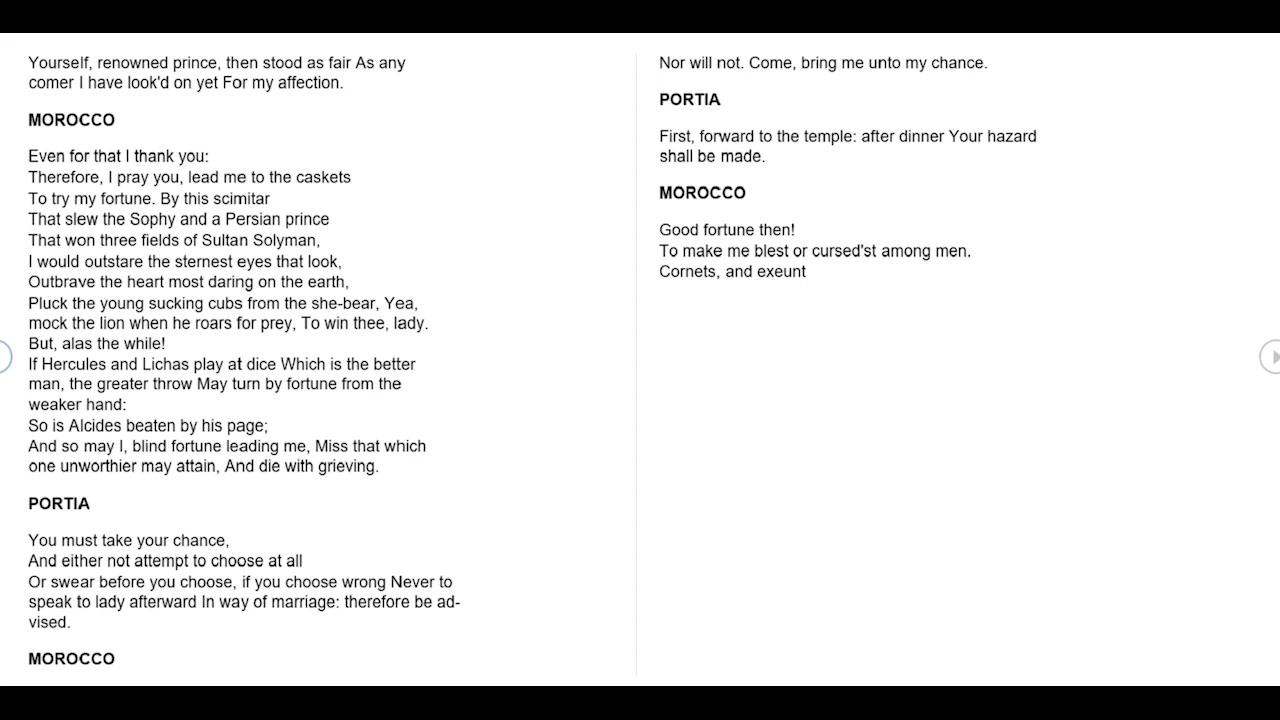 Yourself, renowned prince, then stood as fair As any
comer I have look'd on yet For my affection.
MOROCCO
Even for that I thank you:
Therefore, I pray you, lead me to the caskets
To try my fortune. By this scimitar
That slew the Sophy and a Persian prince
That won three fields of Sultan Solyman,
I would outstare the sternest eyes that look,
Outbrave the heart most daring on the earth,
Pluck the young sucking cubs from the she-bear, Yea,
mock the lion when he roars for prey, To win thee, lady.
But, alas the while!
If Hercules and Lichas play at dice Which is the better
man, the greater throw May turn by fortune from the
weaker hand:
So is Alcides beaten by his page;
And so may I, blind fortune leading me, Miss that which
one unworthier may attain, And die with grieving.
PORTIA
You must take your chance,
And either not attempt to choose at all
Or swear before you choose, if you choose wrong Never to
speak to lady afterward In way of marriage: therefore be ad-
vised.
MOROCCO
Nor will not. Come, bring me unto my chance.
PORTIA
First, forward to the temple: after dinner Your hazard
shall be made.
MOROCCO
Good fortune then!
To make me blest or cursed'st among men.
Cornets, and exeunt